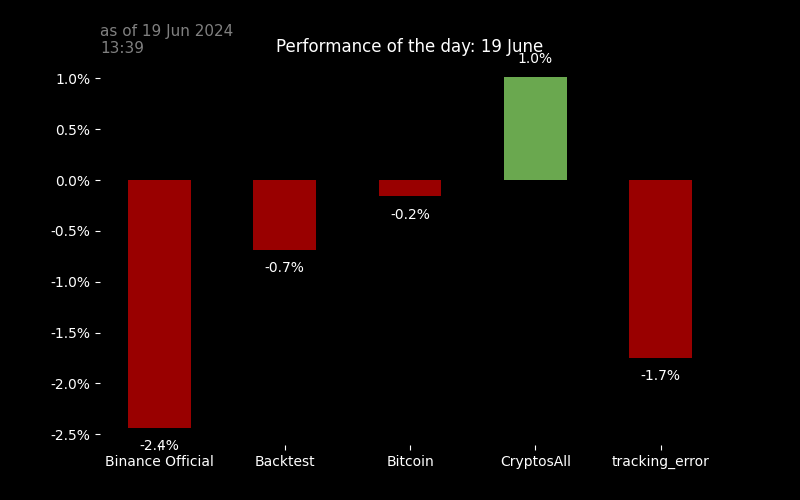 as of 19 Jun 2024
13:39
Performance of the day: 19 June
1.0%
1.0%
0.5%
0.0%
-0.5%
-1.0%
-1.5%
-2.0%
-2.5%
-2.4%
-0.7%
-0.2%
-1.7%
Binance Official
Backtest
Bitcoin
CryptosAll
tracking_error